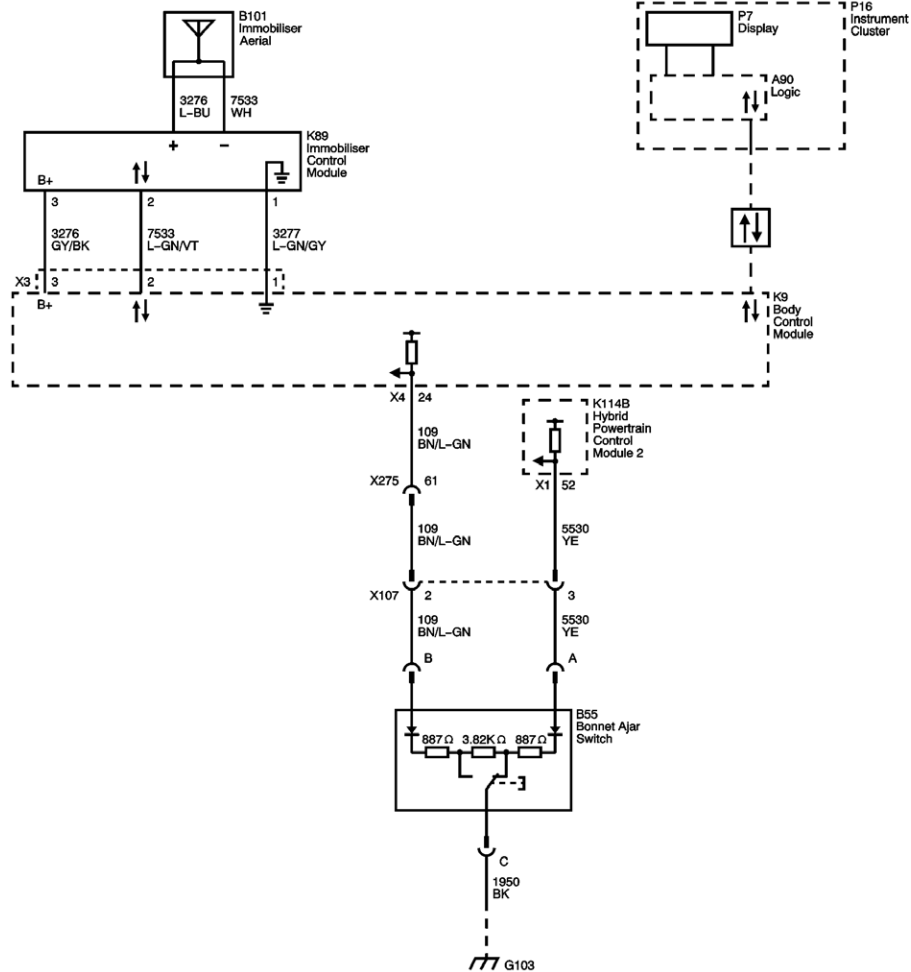 B101
Immobiliser
Aerial
P7
Display
P16
Instrument
Cluster
A90
Logic
3276
L-BU
7533
WH
+
−
K89
Immobiliser
Control
Module
B+
3
2
1
3276
GY/BK
7533
L-GN/VT
3277
L-GN/GY
X3
3
2
1
B+
K9
Body
Control
Module
X4
24
K114B
Hybrid
Powertrain
Control
Module 2
109
BN/L-GN
X1
52
X275
61
109
BN/L-GN
5530
YE
X107
2
3
109
BN/L-GN
5530
YE
B
A
B55
Bonnet Ajar
Switch
887 Ω
3.82K Ω
887 Ω
C
1950
BK
G103